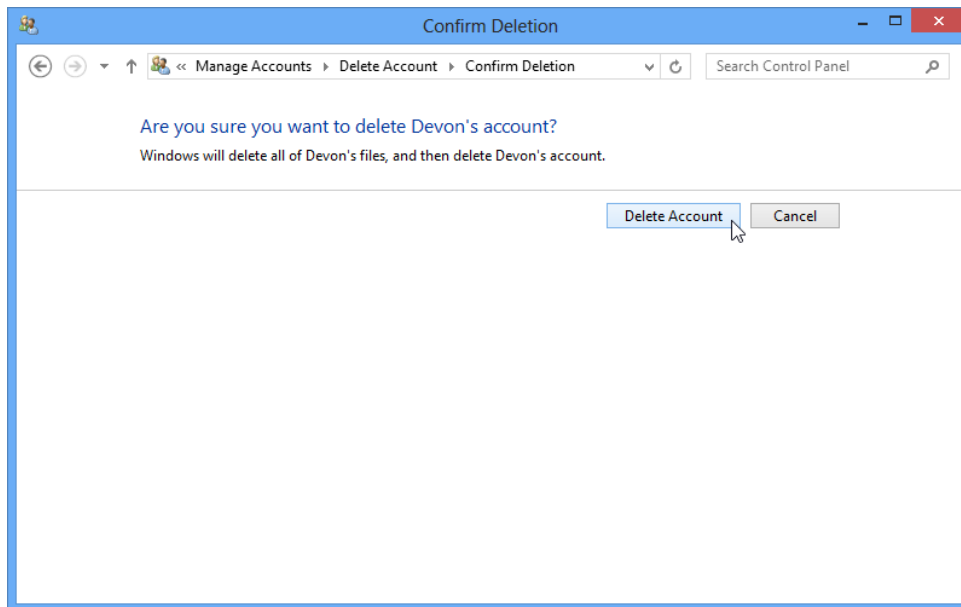 Confirm Deletion
« Manage Accounts Delete Account Confirm Deletion Search Control Panel
Are you sure you want to delete Devon's account?
Windows will delete all of Devon's files, and then delete Devon's account.
Delete Account Cancel